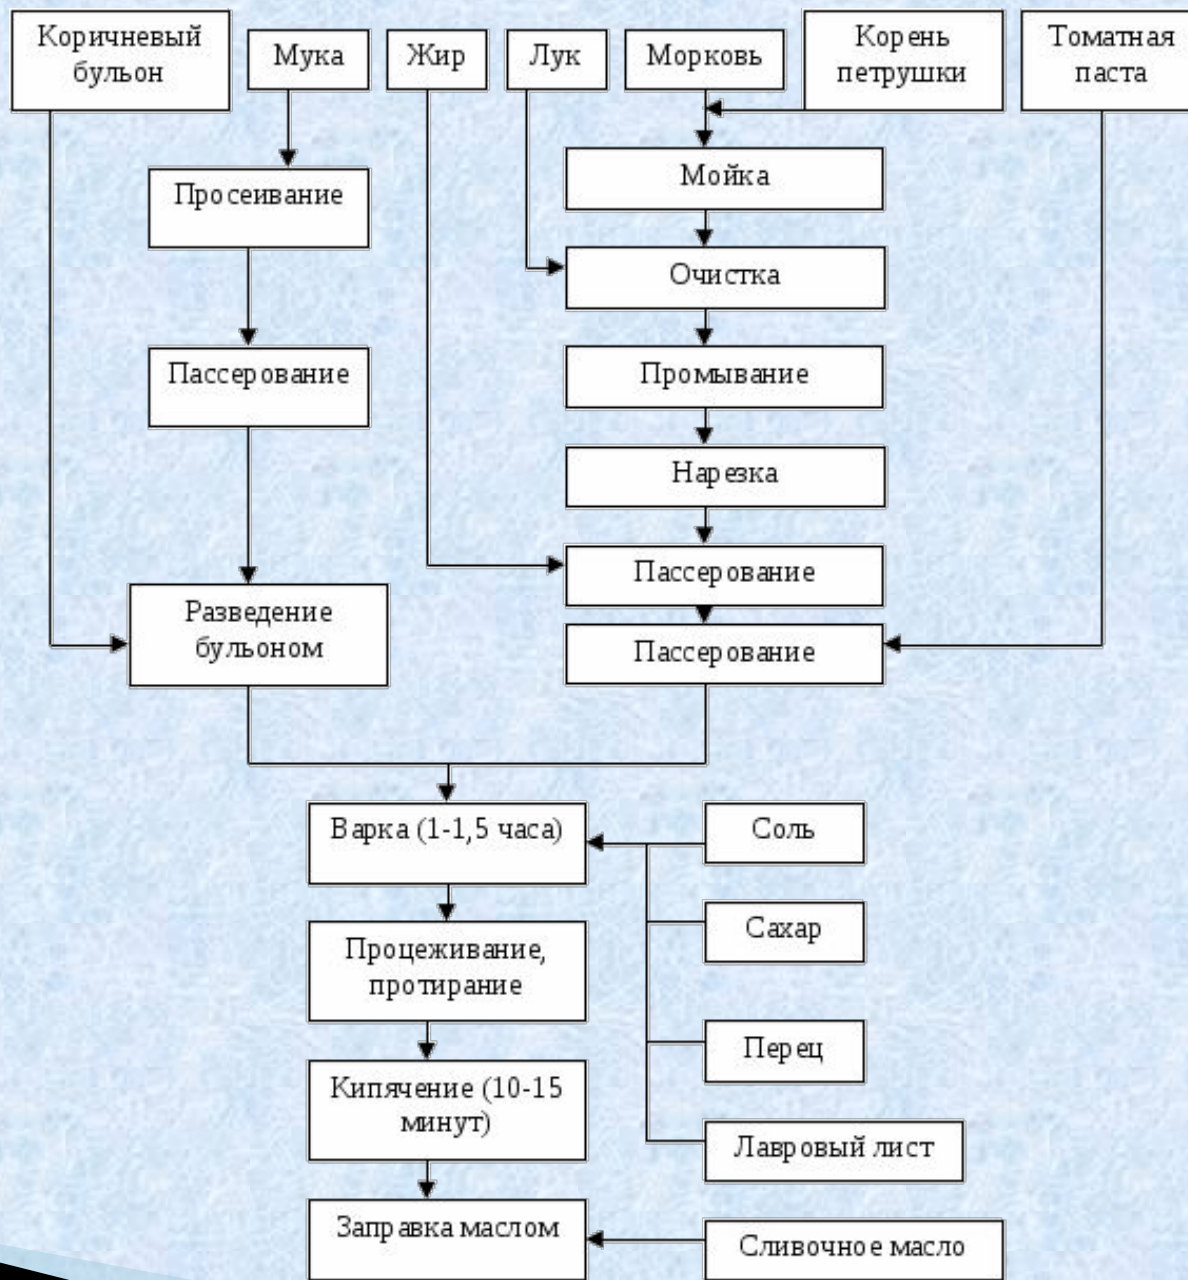 Коричневый
бульон
Мука
Жир
Лук
Морковь
Корень
петрушки
Томатная
паста
Просеивание
Мойка
Очистка
Пассерование
Промывание
Нарезка
Пассерование
Разведение
бульоном
Пассерование
Варка (1-1,5 часа)
Соль
Сахар
Процеживание,
протирание
Перец
Кипячение (10-15
минут)
Лавровый лист
Заправка маслом
Сливочное масло